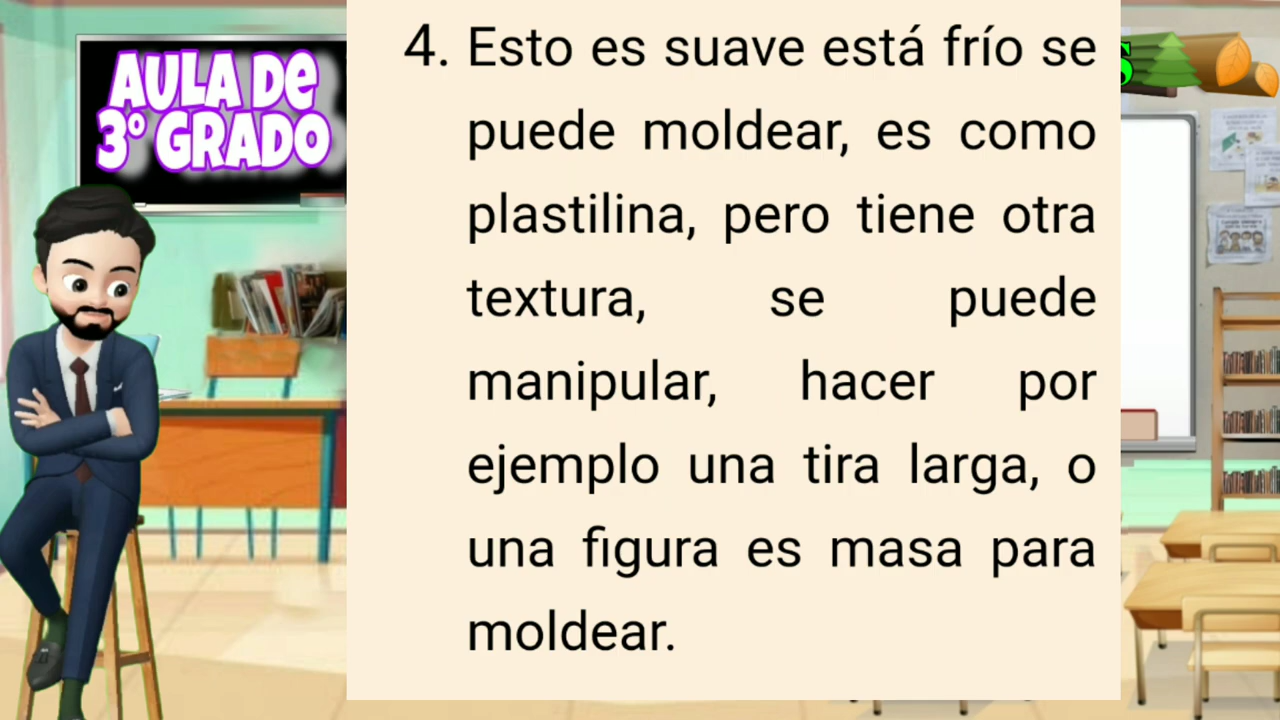 AULA De
3º GRADO
4. Esto es suave está frío se
puede moldear, es como
plastilina, pero tiene otra
textura, se puede
manipular, hacer por
ejemplo una tira larga, o
una figura es masa para
moldear.